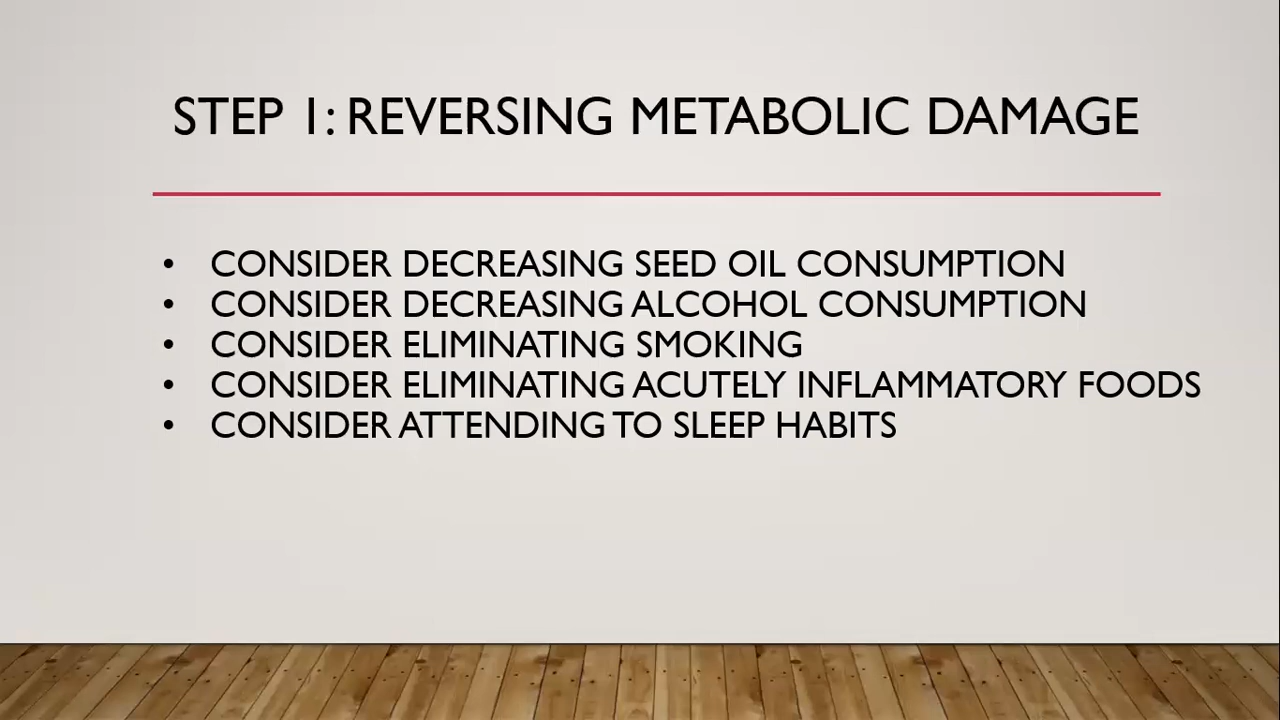 STEP 1: REVERSING METABOLIC DAMAGE
• CONSIDER DECREASING SEED OIL CONSUMPTION
• CONSIDER DECREASING ALCOHOL CONSUMPTION
• CONSIDER ELIMINATING SMOKING
• CONSIDER ELIMINATING ACUTELY INFLAMMATORY FOODS
• CONSIDER ATTENDING TO SLEEP HABITS